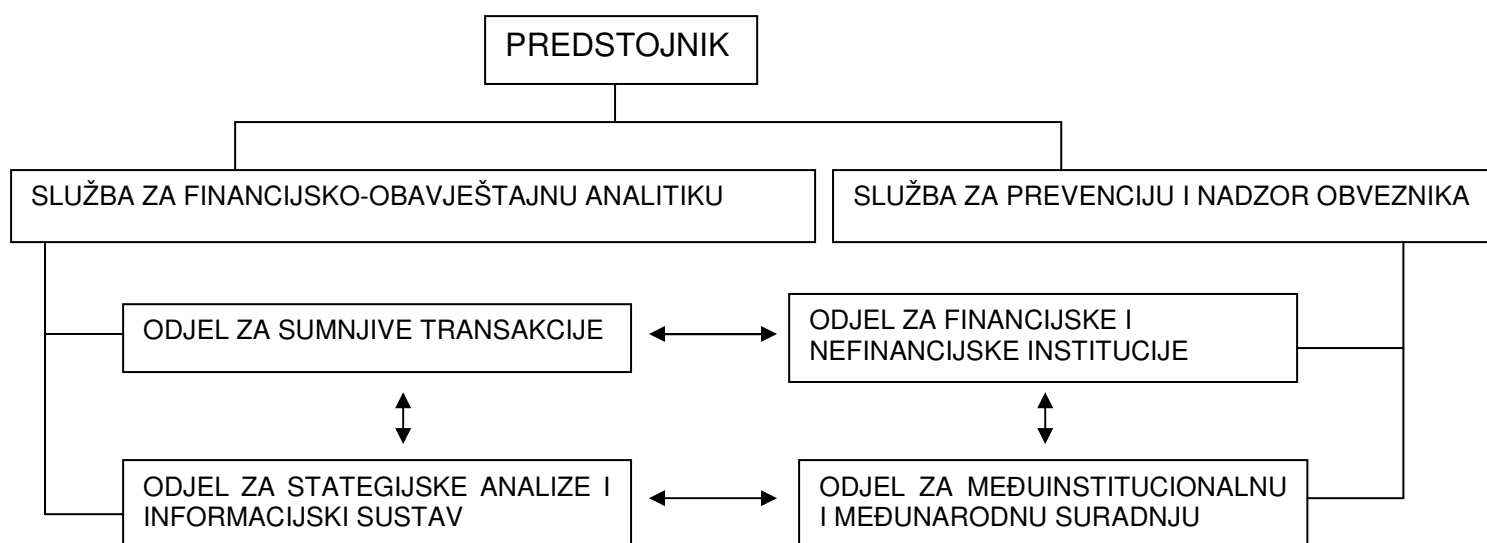 PREDSTOJNIK
SLUŽBA ZA FINANCIJSKO-OBAVJEŠTAJNU ANALITIKU
SLUŽBA ZA PREVENCIJU I NADZOR OBVEZNIKA
ODJEL ZA SUMNJIVE TRANSAKCIJE
ODJEL ZA FINANCIJSKE I
NEFINANCIJSKE INSTITUCIJE
ODJEL ZA STATEGIJSKE ANALIZE I
INFORMACIJSKI SUSTAV
ODJEL ZA MEĐUINSTITUCIONALNU
I MEĐUNARODNU SURADNJU